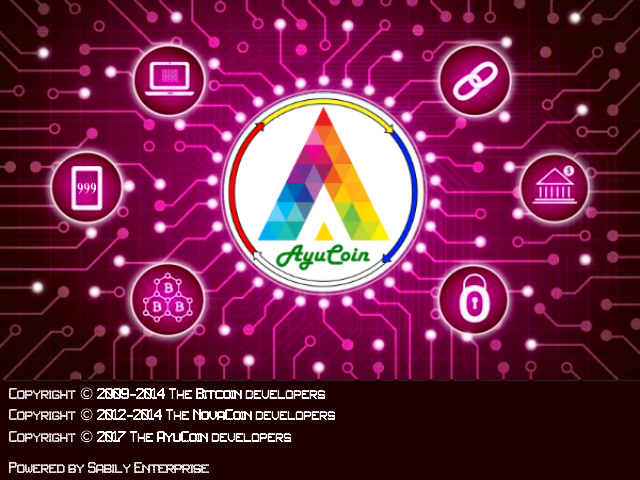 999
AyuCoin
Copyright © 2009-2014 The Bitcoin developers
Copyright © 2012-2014 The NovaCoin developers
Copyright © 2017 The AyuCoin developers
Powered by Sabily Enterprise